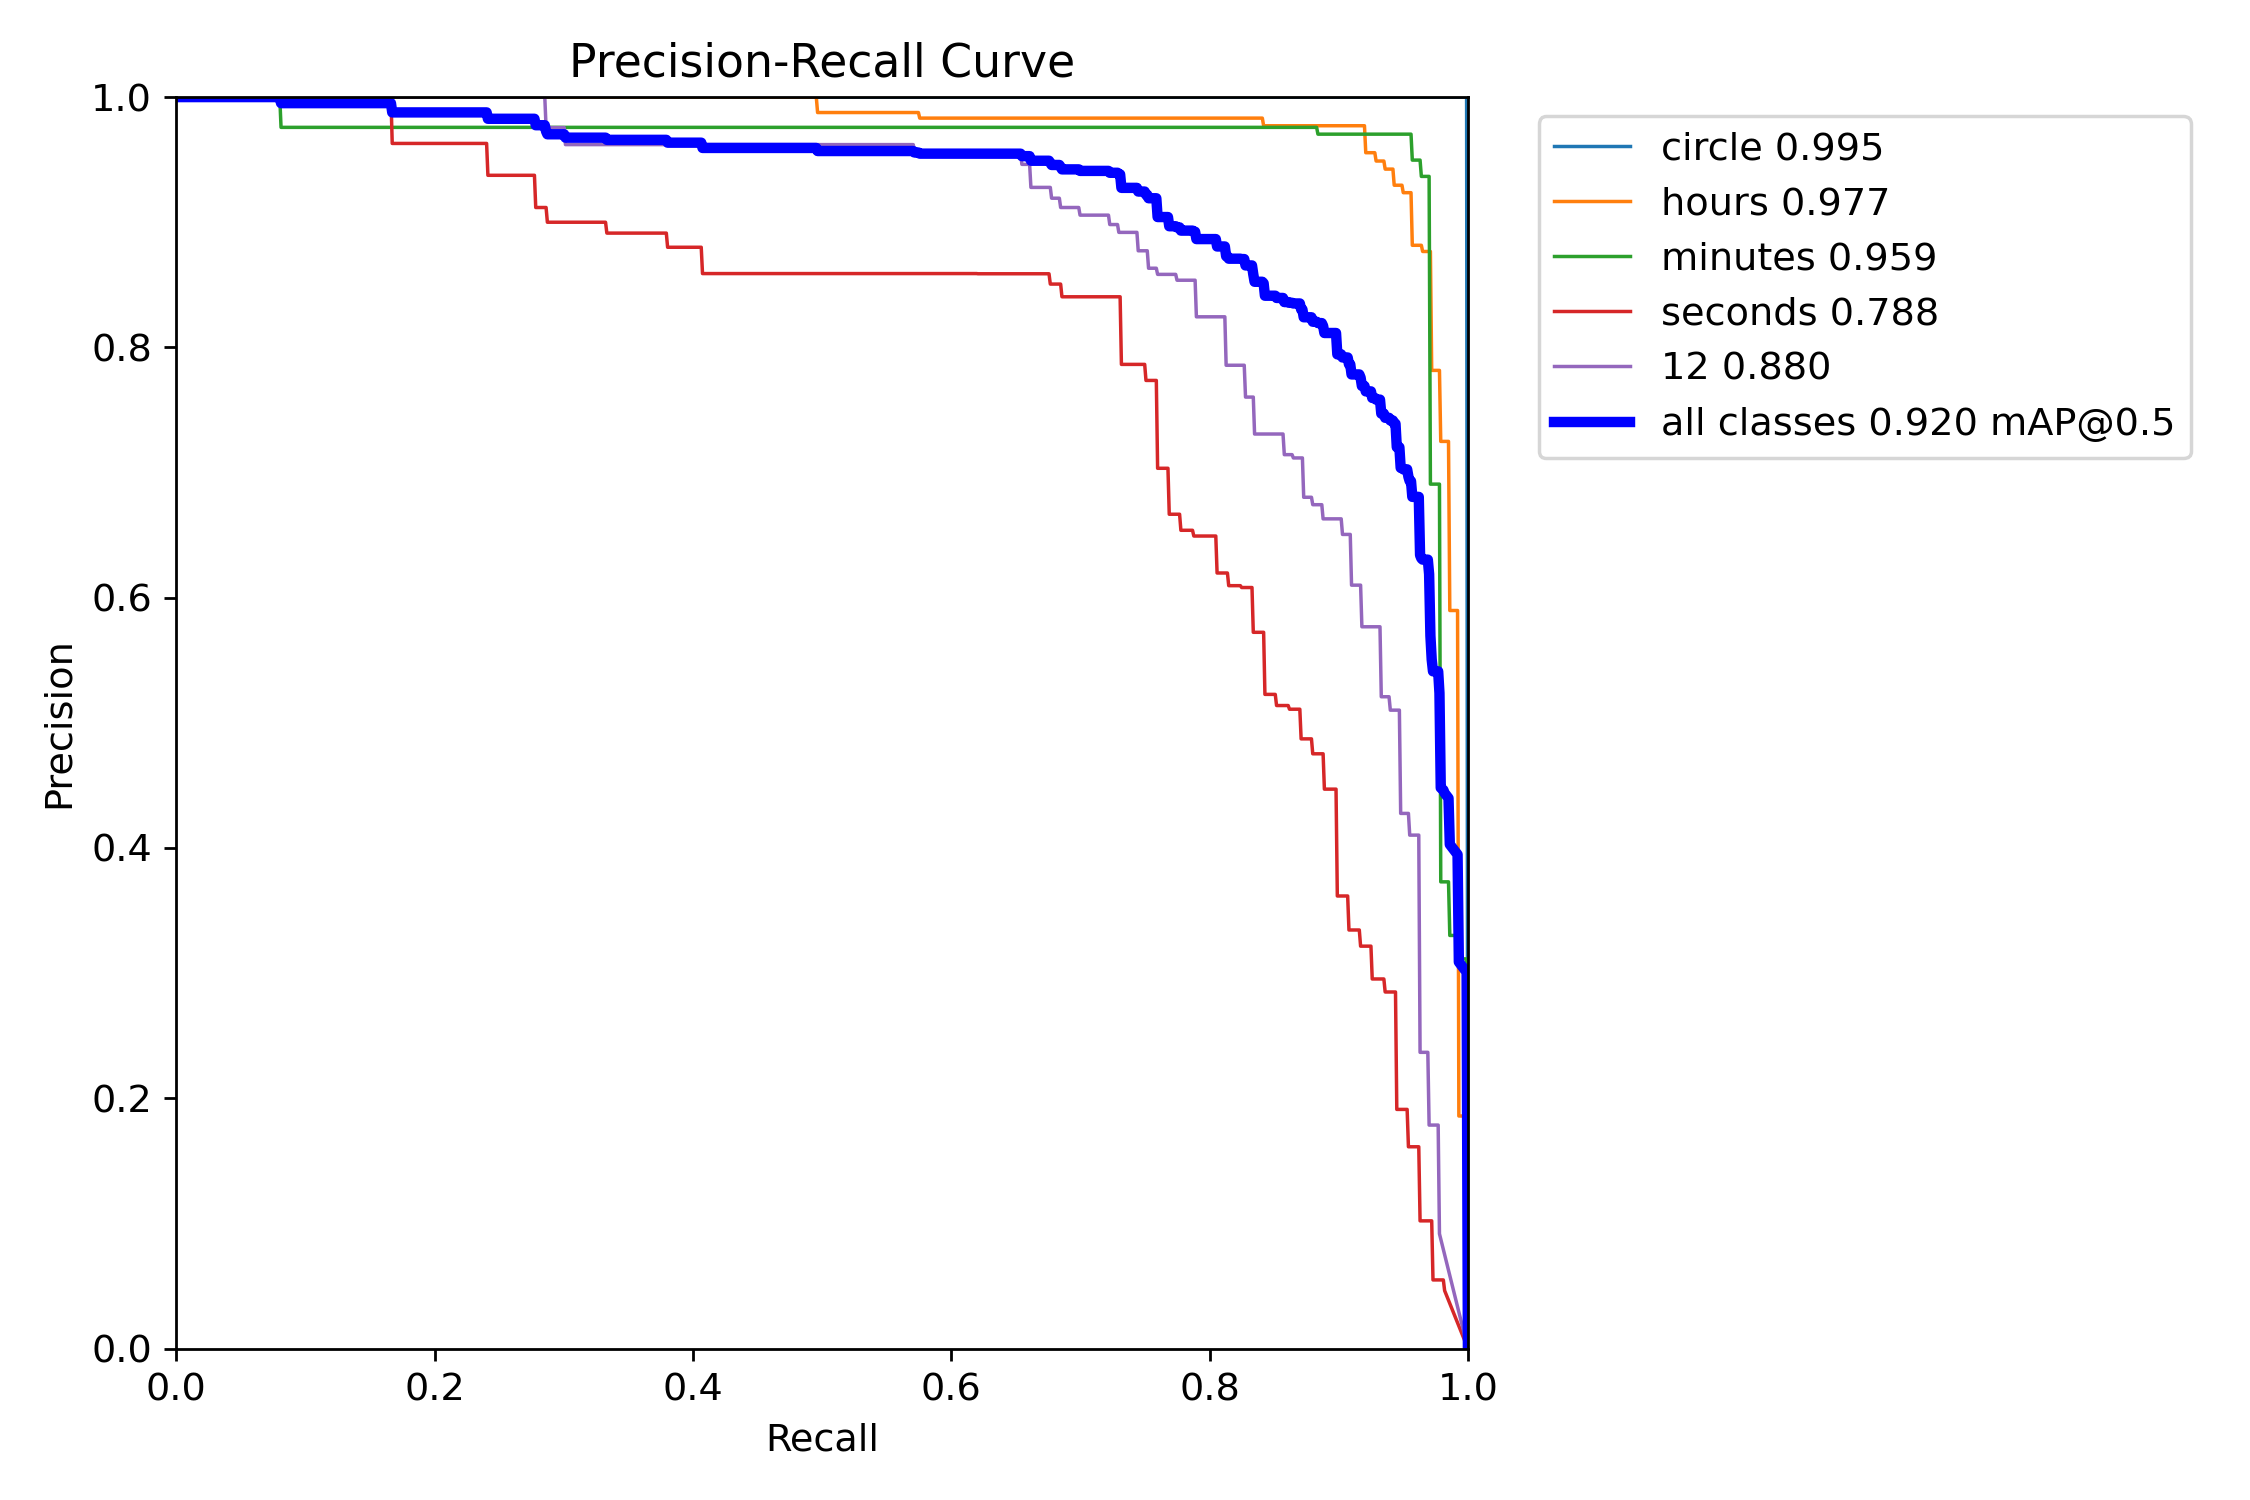 Precision-Recall Curve
1.0
0.8
0.6
0.4
0.2
0.0
Precision
0.0 0.2 0.4 0.6 0.8 1.0
Recall
circle 0.995
hours 0.977
minutes 0.959
seconds 0.788
12 0.880
all classes 0.920 mAP@0.5